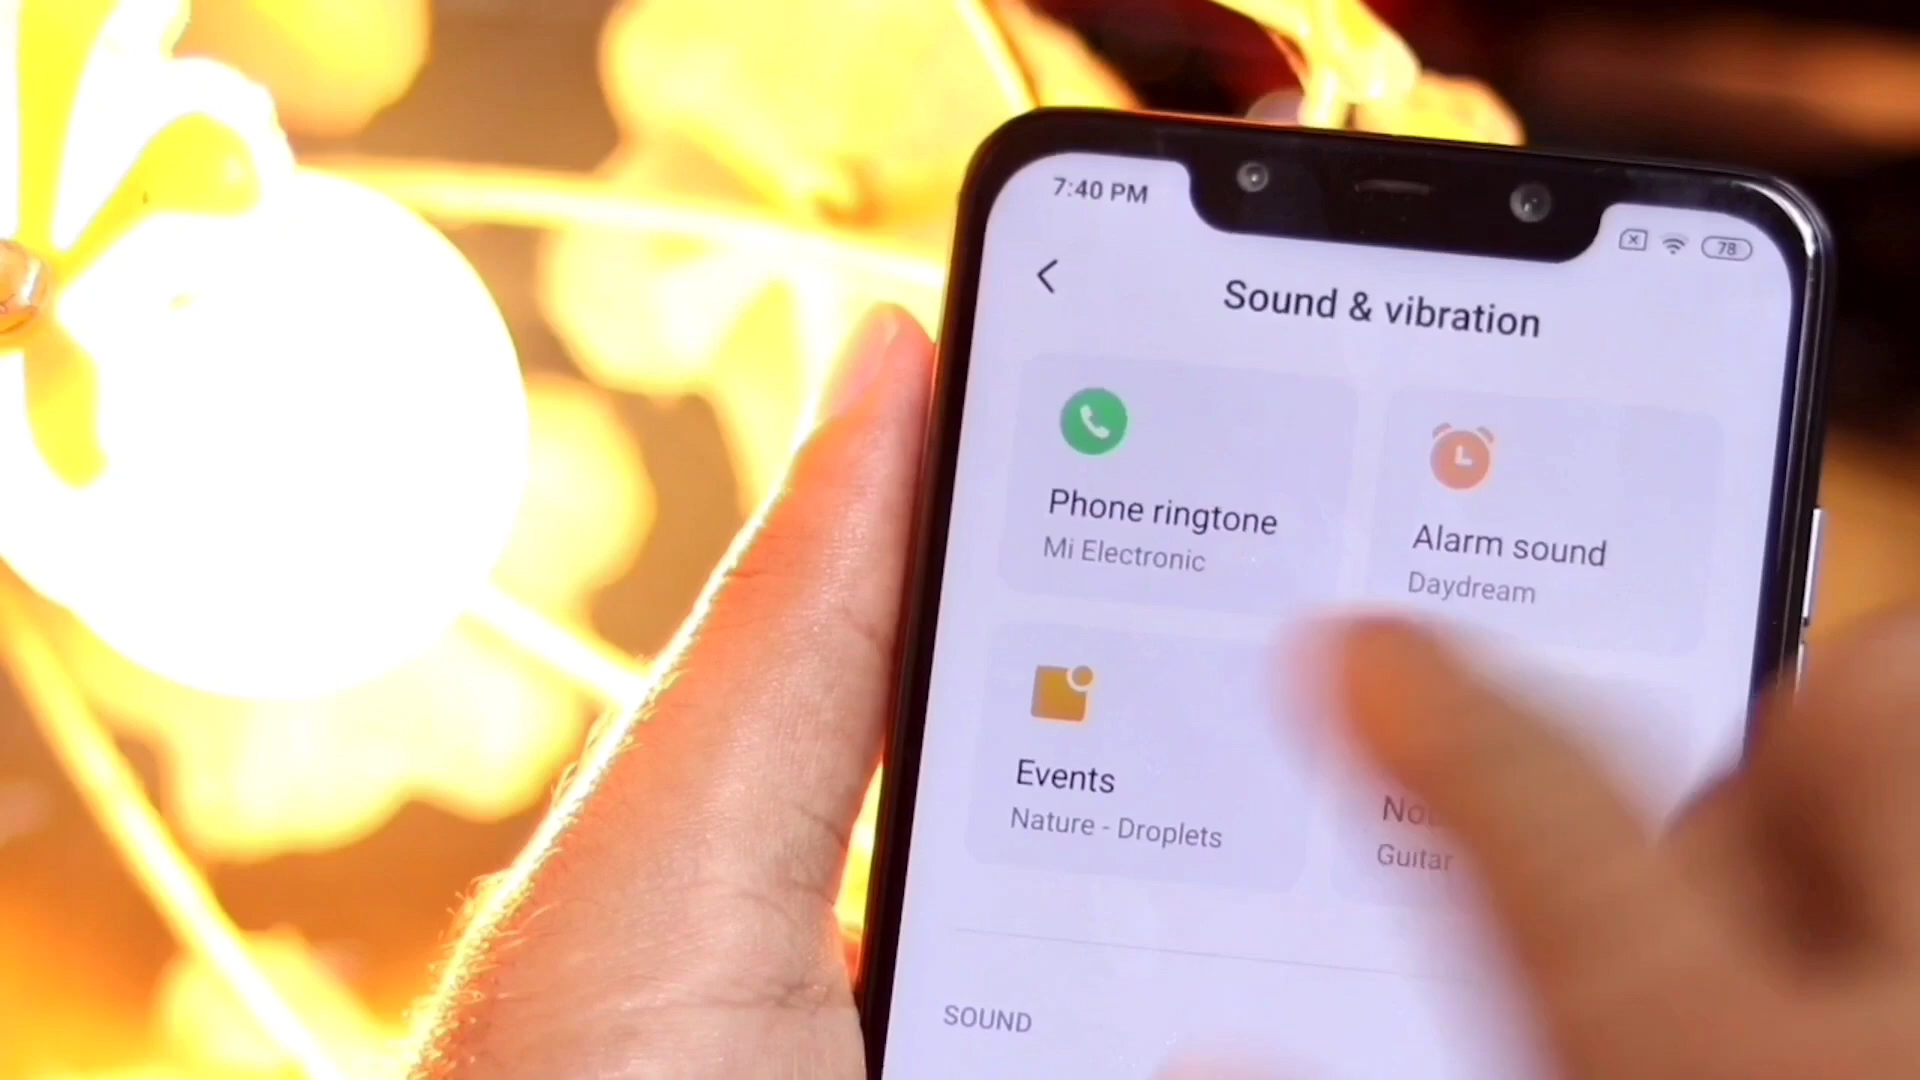 7:40 PM
78
Sound & vibration
Phone ringtone
Mi Electronic
Alarm sound
Daydream
Events
Nature - Droplets
Guitar
SOUND